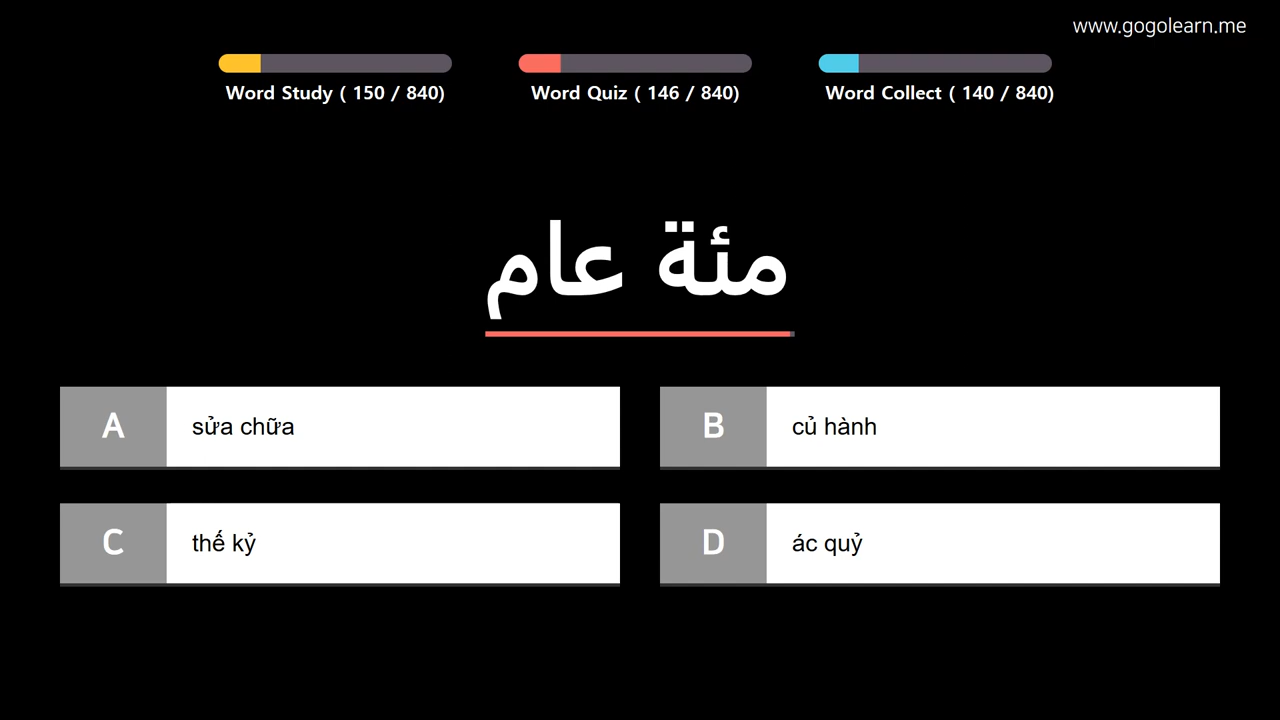 www.gogolearn.me
Word Study ( 150 / 840)
Word Quiz ( 146 / 840)
Word Collect ( 140 / 840)
مئة عام
A
sửa chữa
B
củ hành
C
thế kỷ
D
ác quỷ